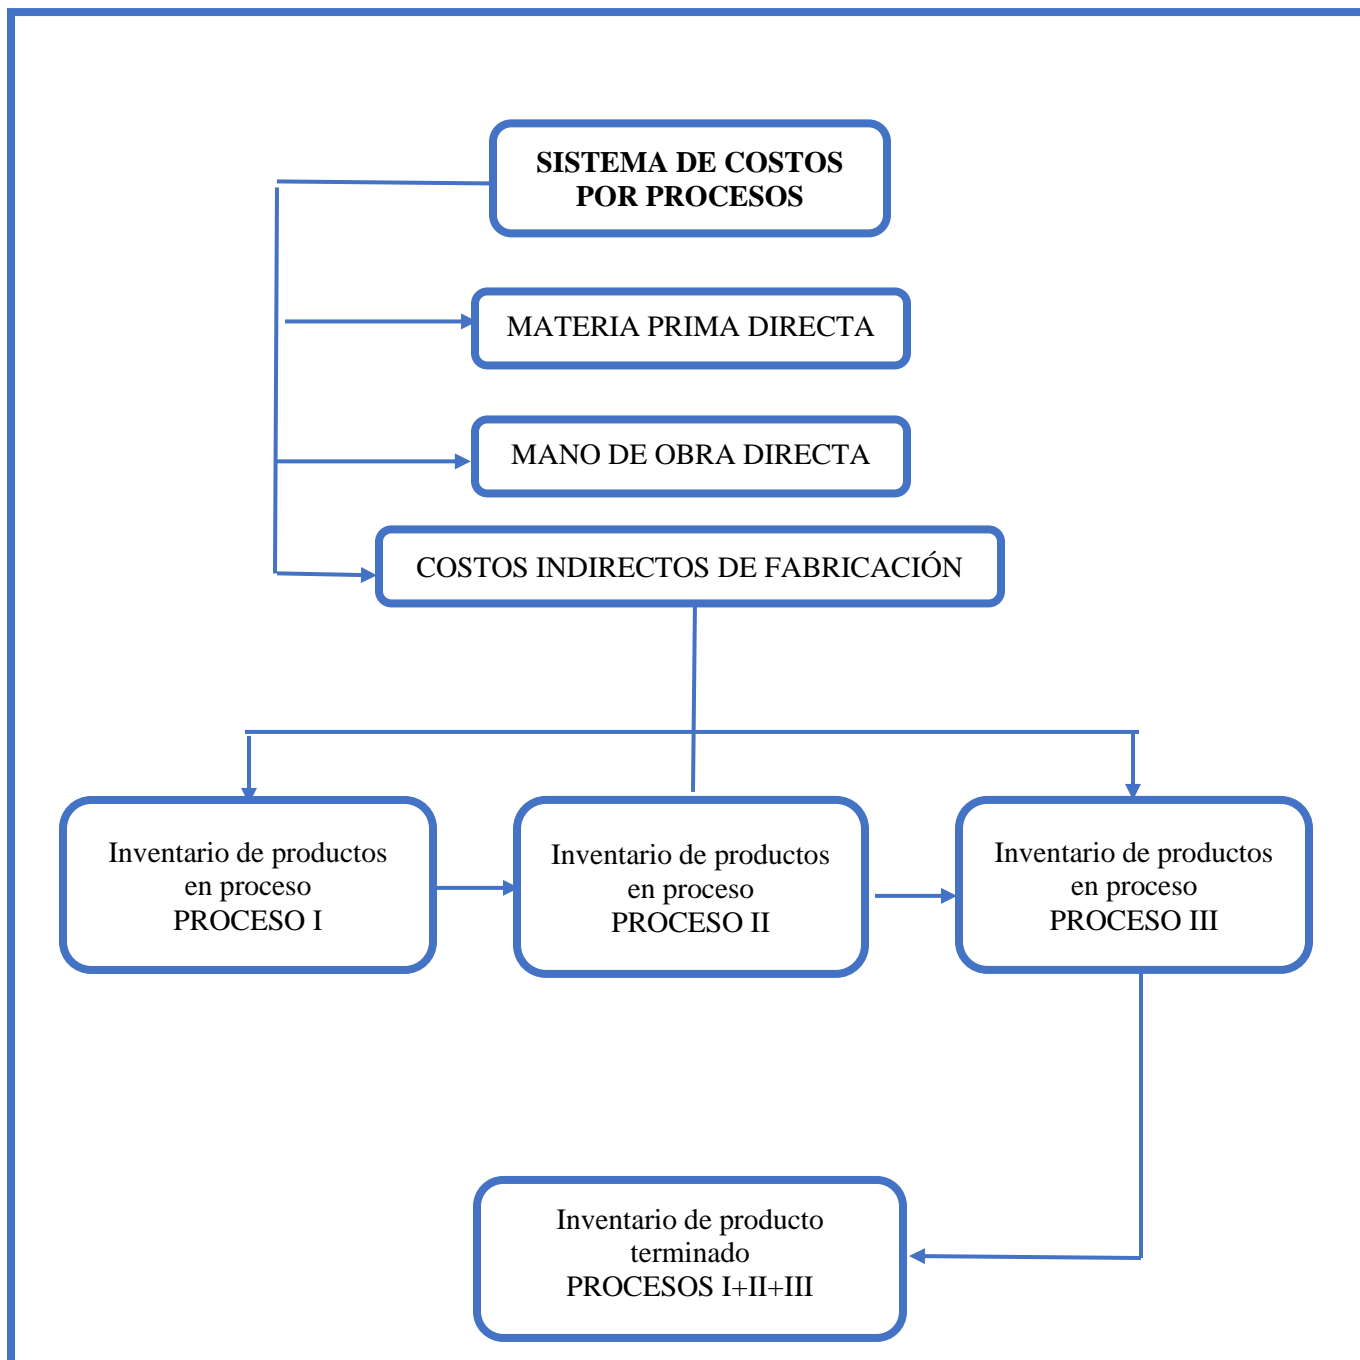 SISTEMA DE COSTOS
POR PROCESOS
MATERIA PRIMA DIRECTA
MANO DE OBRA DIRECTA
COSTOS INDIRECTOS DE FABRICACIÓN
Inventario de productos
en proceso
PROCESO I
Inventario de productos
en proceso
PROCESO II
Inventario de productos
en proceso
PROCESO III
Inventario de producto
terminado
PROCESOS I+II+III